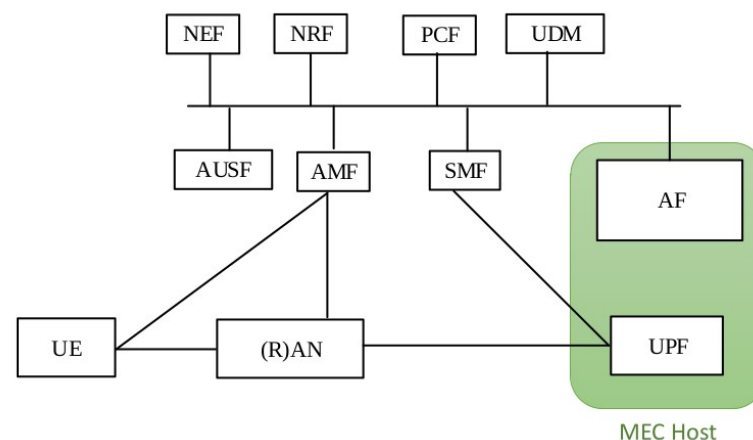 NEF
NRF
PCF
UDM
AUSF
AMF
SMF
AF
UE
(R)AN
UPF
MEC Host